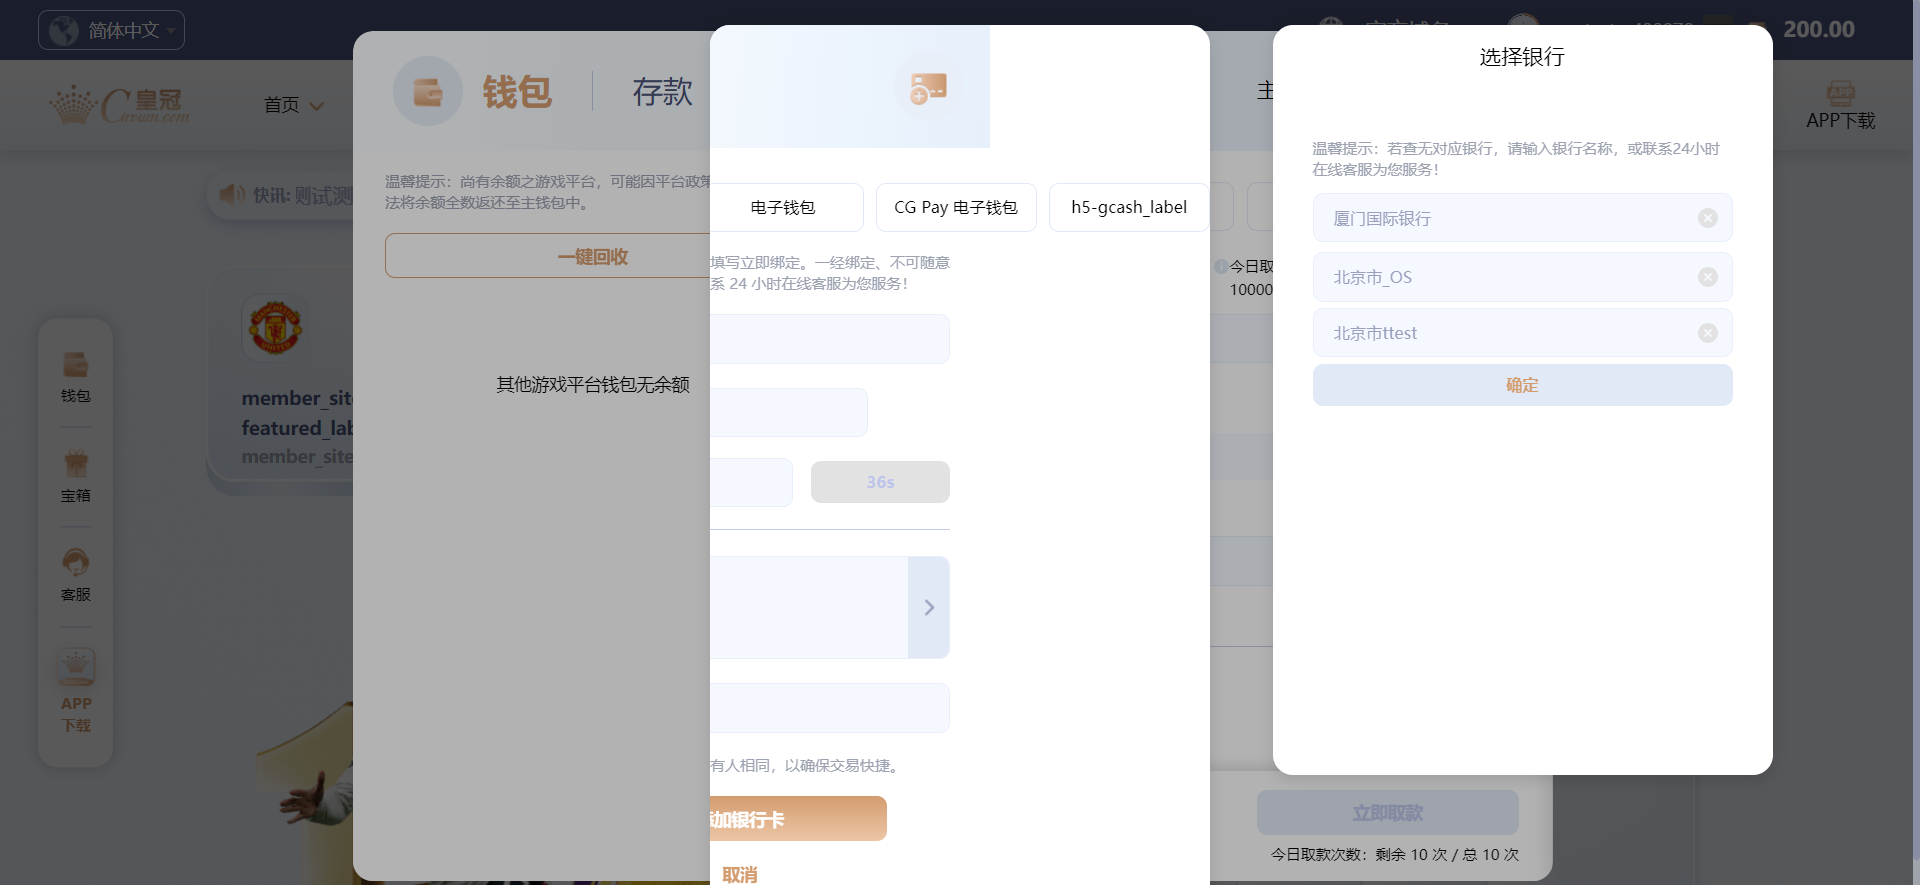 简体中文
200.00
皇冠
Crown.com
首页
钱包
存款
主
APP
APP下载
选择银行
温馨提示：尚有余额之游戏平台，可能因平台政策
法将余额全数返还至主钱包中。
快讯:
测试测
一键回收
电子钱包
CG Pay 电子钱包
h5-gcash_label
温馨提示：若查无对应银行，请输入银行名称，或联系24小时
在线客服为您服务！
厦门国际银行
北京市_OS
北京市ttest
确定
填写立即绑定。一经绑定、不可随意
系 24 小时在线客服为您服务！
今日取
10000
MANCHESTER
UNITED
其他游戏平台钱包无余额
member_site
featured_lab
member_site
钱包
宝箱
客服
APP
下载
36s
有人相同，以确保交易快捷。
加银行卡
取消
立即取款
今日取款次数：剩余 10 次 / 总 10 次